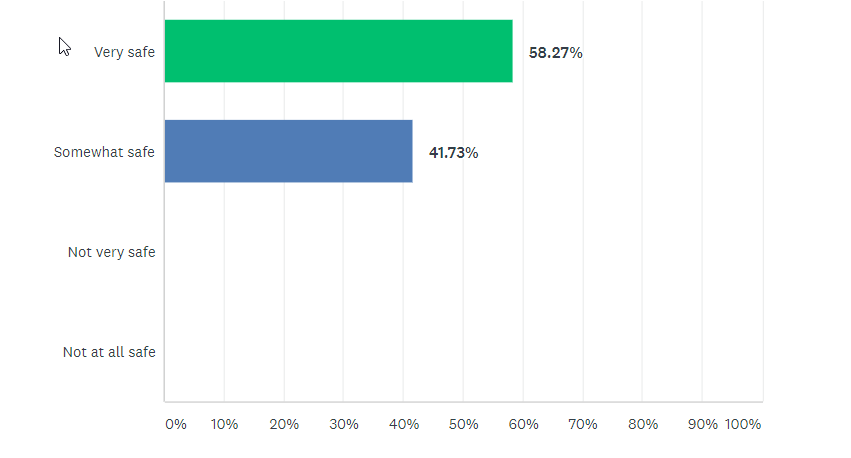 Very safe 58.27%
Somewhat safe 41.73%
Not very safe
Not at all safe
0% 10% 20% 30% 40% 50% 60% 70% 80% 90% 100%